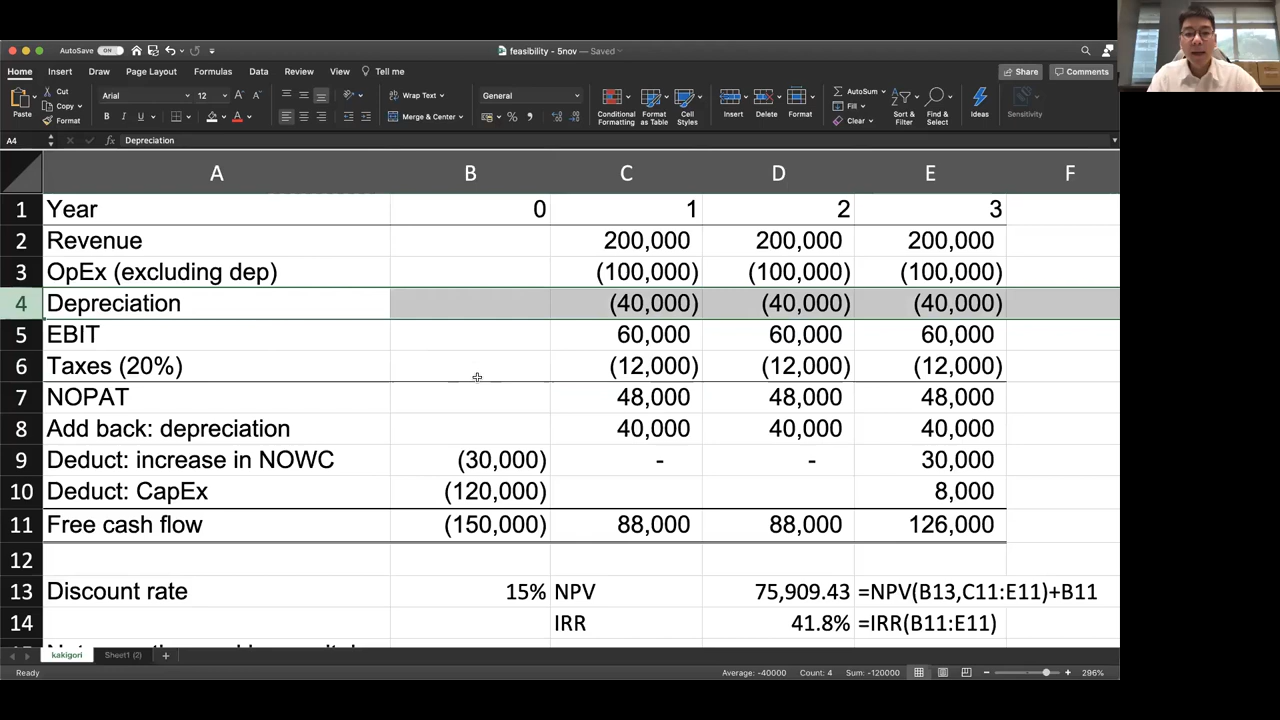 AutoSave ON feasibility - 5nov — Saved
Home Insert Draw Page Layout Formulas Data Review View Tell me Share Comments
Paste Cut Copy Format Arial 12 A^ A˅ B I U A Wrap Text Merge & Center General % Conditional Formatting Format as Table Cell Styles Insert Delete Format AutoSum Fill Clear Sort & Filter Find & Select Ideas Sensitivity
A4 fx Depreciation
A B C D E F
1 Year 0 1 2 3
2 Revenue 200,000 200,000 200,000
3 OpEx (excluding dep) (100,000) (100,000) (100,000)
4 Depreciation (40,000) (40,000) (40,000)
5 EBIT 60,000 60,000 60,000
6 Taxes (20%) (12,000) (12,000) (12,000)
7 NOPAT 48,000 48,000 48,000
8 Add back: depreciation 40,000 40,000 40,000
9 Deduct: increase in NOWC (30,000) - - 30,000
10 Deduct: CapEx (120,000) 8,000
11 Free cash flow (150,000) 88,000 88,000 126,000
12
13 Discount rate 15% NPV 75,909.43 =NPV(B13,C11:E11)+B11
14 IRR 41.8% =IRR(B11:E11)
kakigori Sheet1 (2) +
Ready Average: -40000 Count: 4 Sum: -120000 296%